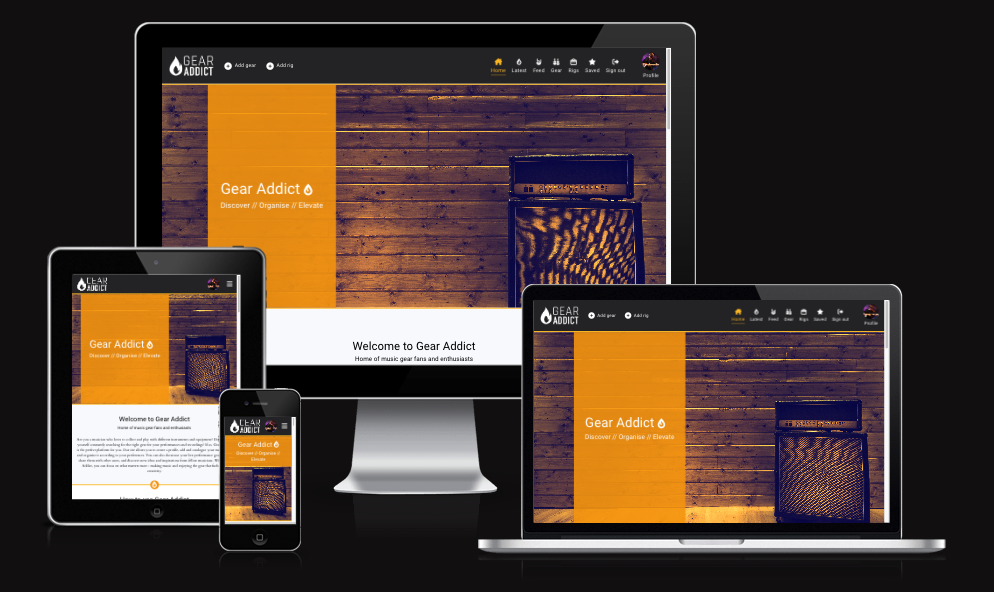 GEAR
ADDICT
Add gear
Add rig
Home
Latest
Feed
Gear
Rigs
Saved
Sign out
Profile
Gear Addict
Discover // Organise // Elevate
Welcome to Gear Addict
Home of music gear fans and enthusiasts
GEAR
ADDICT
Gear Addict
Discover // Organise // Elevate
Welcome to Gear Addict
Home of music gear fans and enthusiasts
GEAR
ADDICT
Gear Addict
Discover // Organise //
Elevate
GEAR
ADDICT
Add gear
Add rig
Home
Latest
Feed
Gear
Rigs
Saved
Sign out
Profile
Gear Addict
Discover // Organise // Elevate